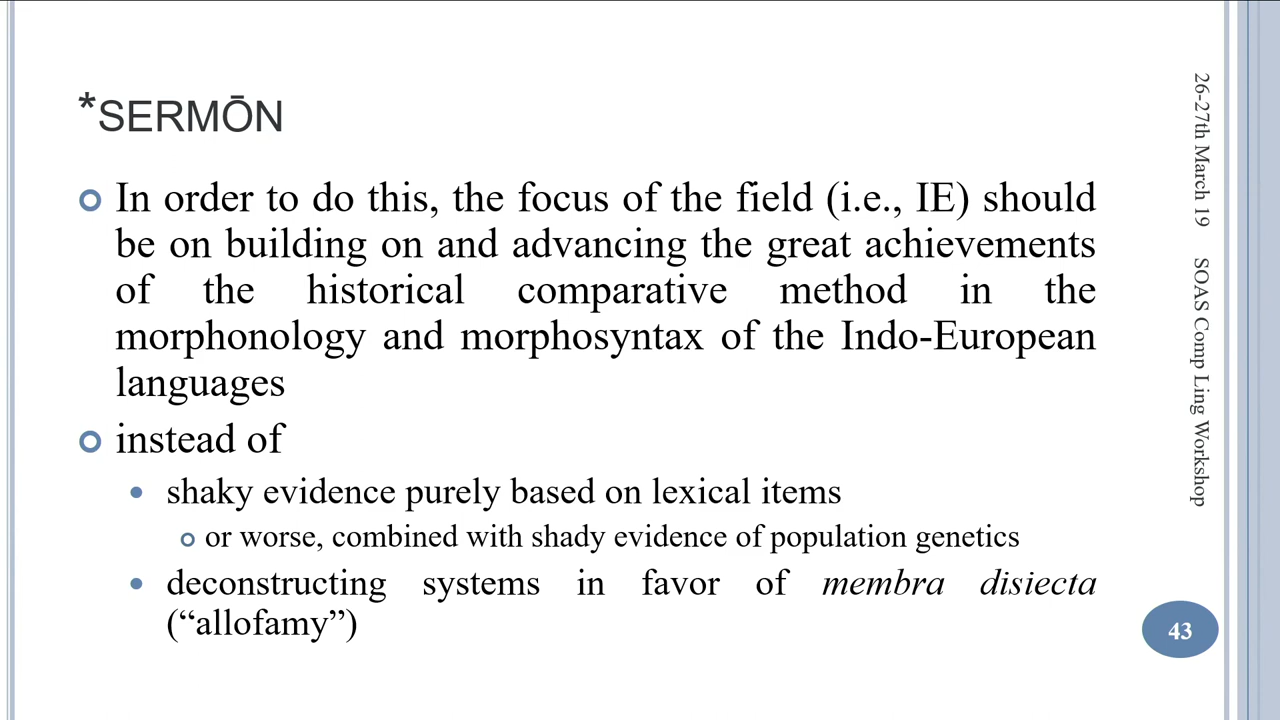 *SERMŌN
In order to do this, the focus of the field (i.e., IE) should
be on building on and advancing the great achievements
of the historical comparative method in the
morphonology and morphosyntax of the Indo-European
languages
instead of
shaky evidence purely based on lexical items
or worse, combined with shady evidence of population genetics
deconstructing systems in favor of membra disiecta
(“allofamy”)
26-27th March 19 SOAS Comp Ling Workshop
43